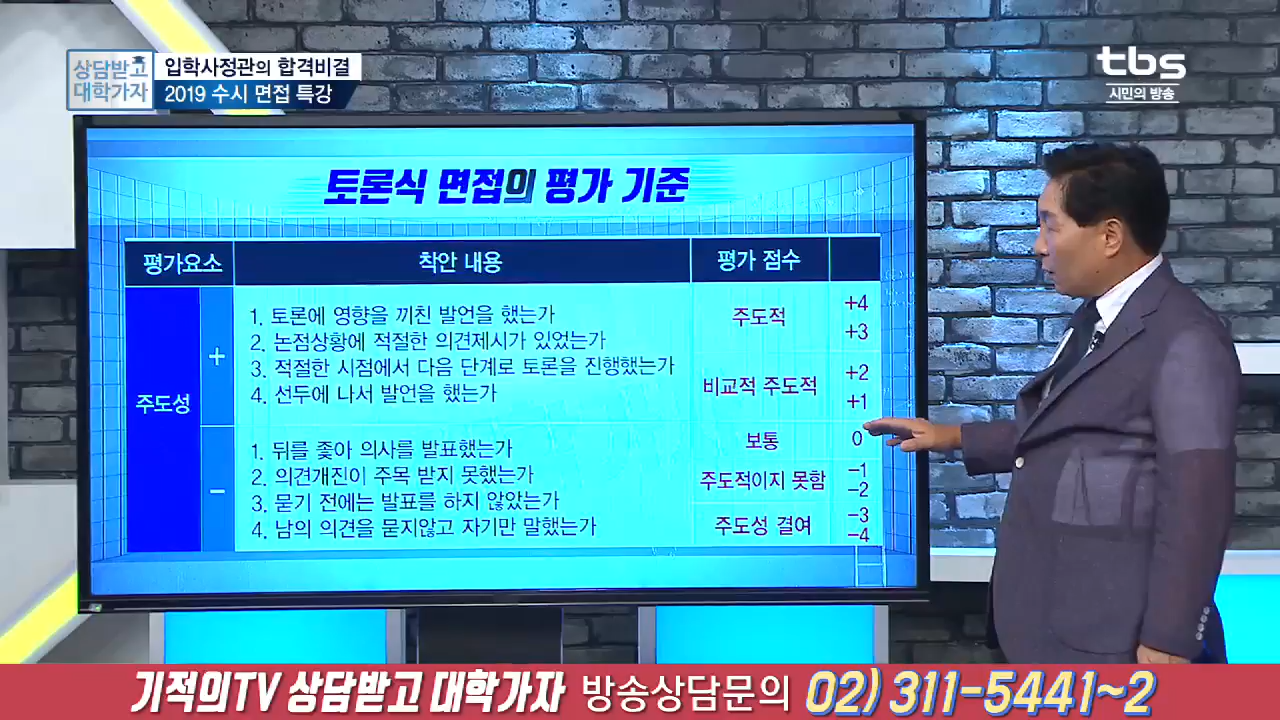 상담받고
대학가자
입학사정관의 합격비결
2019 수시 면접 특강
tbs
시민의 방송
토론식 면접의 평가 기준
평가요소 착안 내용 평가 점수
주도성
+
1. 토론에 영향을 끼친 발언을 했는가
2. 논점상황에 적절한 의견제시가 있었는가
3. 적절한 시점에서 다음 단계로 토론을 진행했는가
4. 선두에 나서 발언을 했는가
−
1. 뒤를 좇아 의사를 발표했는가
2. 의견개진이 주목 받지 못했는가
3. 묻기 전에는 발표를 하지 않았는가
4. 남의 의견을 묻지않고 자기만 말했는가
주도적 +4
+3
비교적 주도적 +2
+1
보통 0
주도적이지 못함 −1
−2
주도성 결여 −3
−4
기적의TV 상담받고 대학가자 방송상담문의 02) 311-5441~2